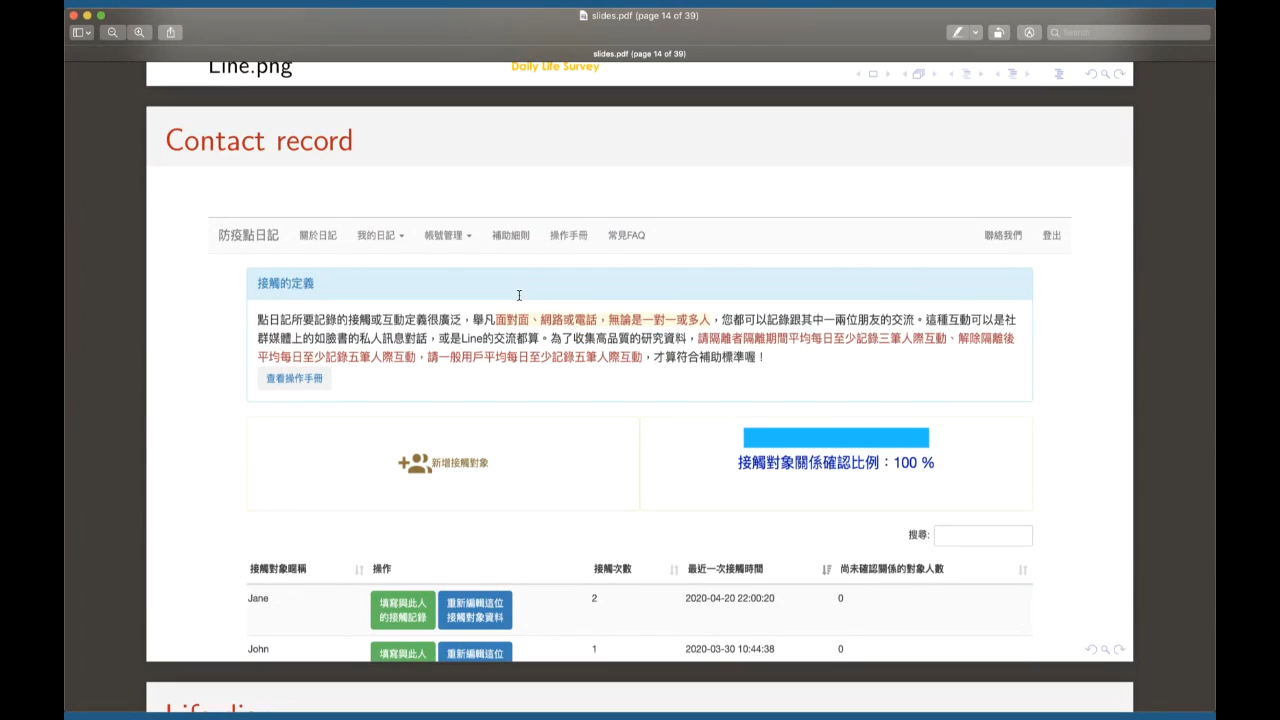 slides.pdf (page 14 of 39)
Search
slides.pdf (page 14 of 39)
Line.png
Daily Life Survey
Contact record
防疫點日記 關於日記 我的日記 帳號管理 補助細則 操作手冊 常見FAQ 聯絡我們 登出
接觸的定義
點日記所要記錄的接觸或互動定義很廣泛，舉凡面對面、網路或電話，無論是一對一或多人，您都可以記錄跟其中一兩位朋友的交流。這種互動可以是社
群媒體上的如臉書的私人訊息對話，或是Line的交流都算。為了收集高品質的研究資料，請隔離者隔離期間平均每日至少記錄三筆人際互動、解除隔離後
平均每日至少記錄五筆人際互動，請一般用戶平均每日至少記錄五筆人際互動，才算符合補助標準喔！
查看操作手冊
新增接觸對象
接觸對象關係確認比例：100 %
搜尋:
接觸對象暱稱 操作 接觸次數 最近一次接觸時間 尚未確認關係的對象人數
Jane 填寫與此人 重新編輯這位 2 2020-04-20 22:00:20 0
的接觸記錄 接觸對象資料
John 填寫與此人 重新編輯這位 1 2020-03-30 10:44:38 0